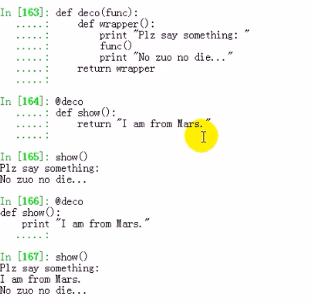 In [163]: def deco(func):
   .....:     def wrapper():
   .....:         print "Plz say something: "
   .....:         func()
   .....:         print "No zuo no die..."
   .....:     return wrapper
   .....:
In [164]: @deco
   .....: def show():
   .....:     return "I am from Mars."
   .....:
In [165]: show()
Plz say something:
No zuo no die...
In [166]: @deco
def show():
    print "I am from Mars."
   .....:
In [167]: show()
Plz say something:
I am from Mars.
No zuo no die...